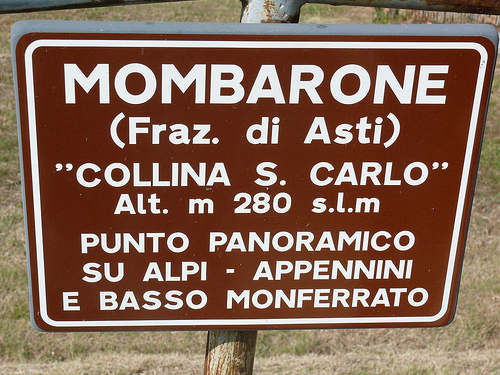 MOMBARONE
(Fraz. di Asti)
"COLLINA S. CARLO"
Alt. m 280 s.l.m
PUNTO PANORAMICO
SU ALPI - APPENNINI
E BASSO MONFERRATO